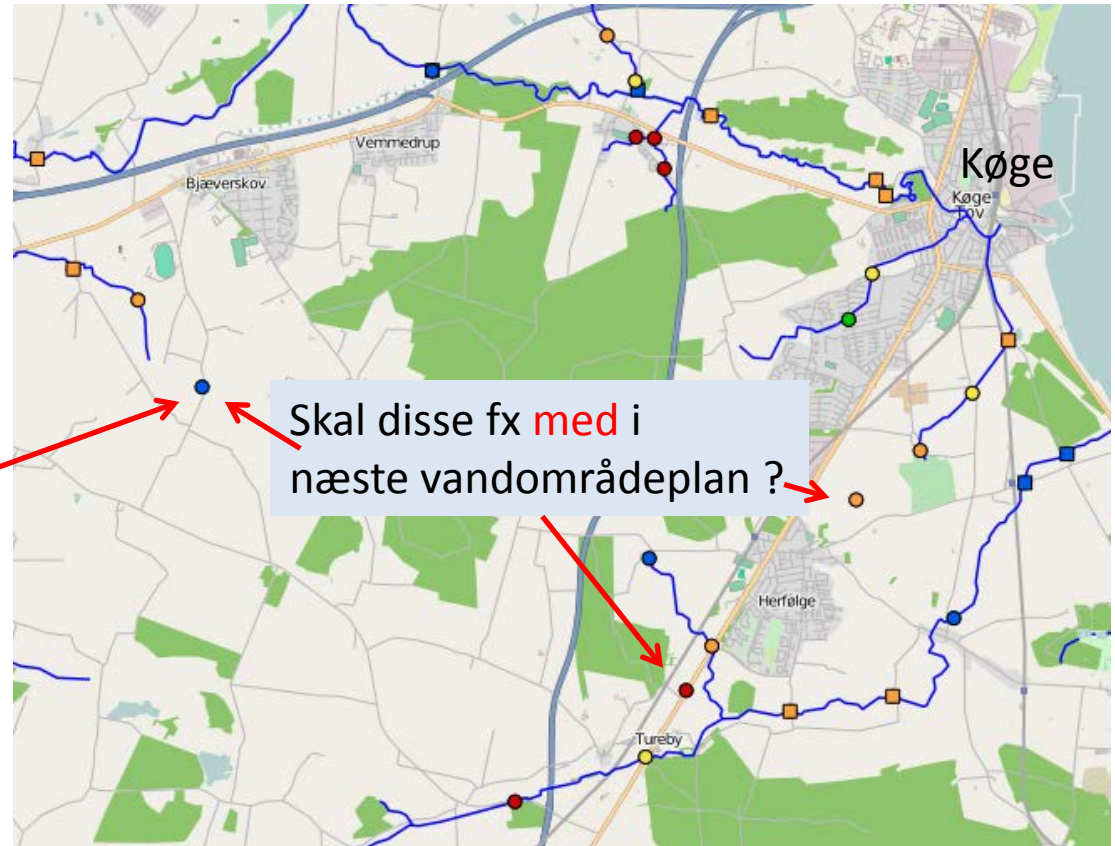 Vemmedrup
Bjæverskov
Køge
Køge
Tov
Skal disse fx med i
næste vandområdeplan ?
Herfølge
Tureby